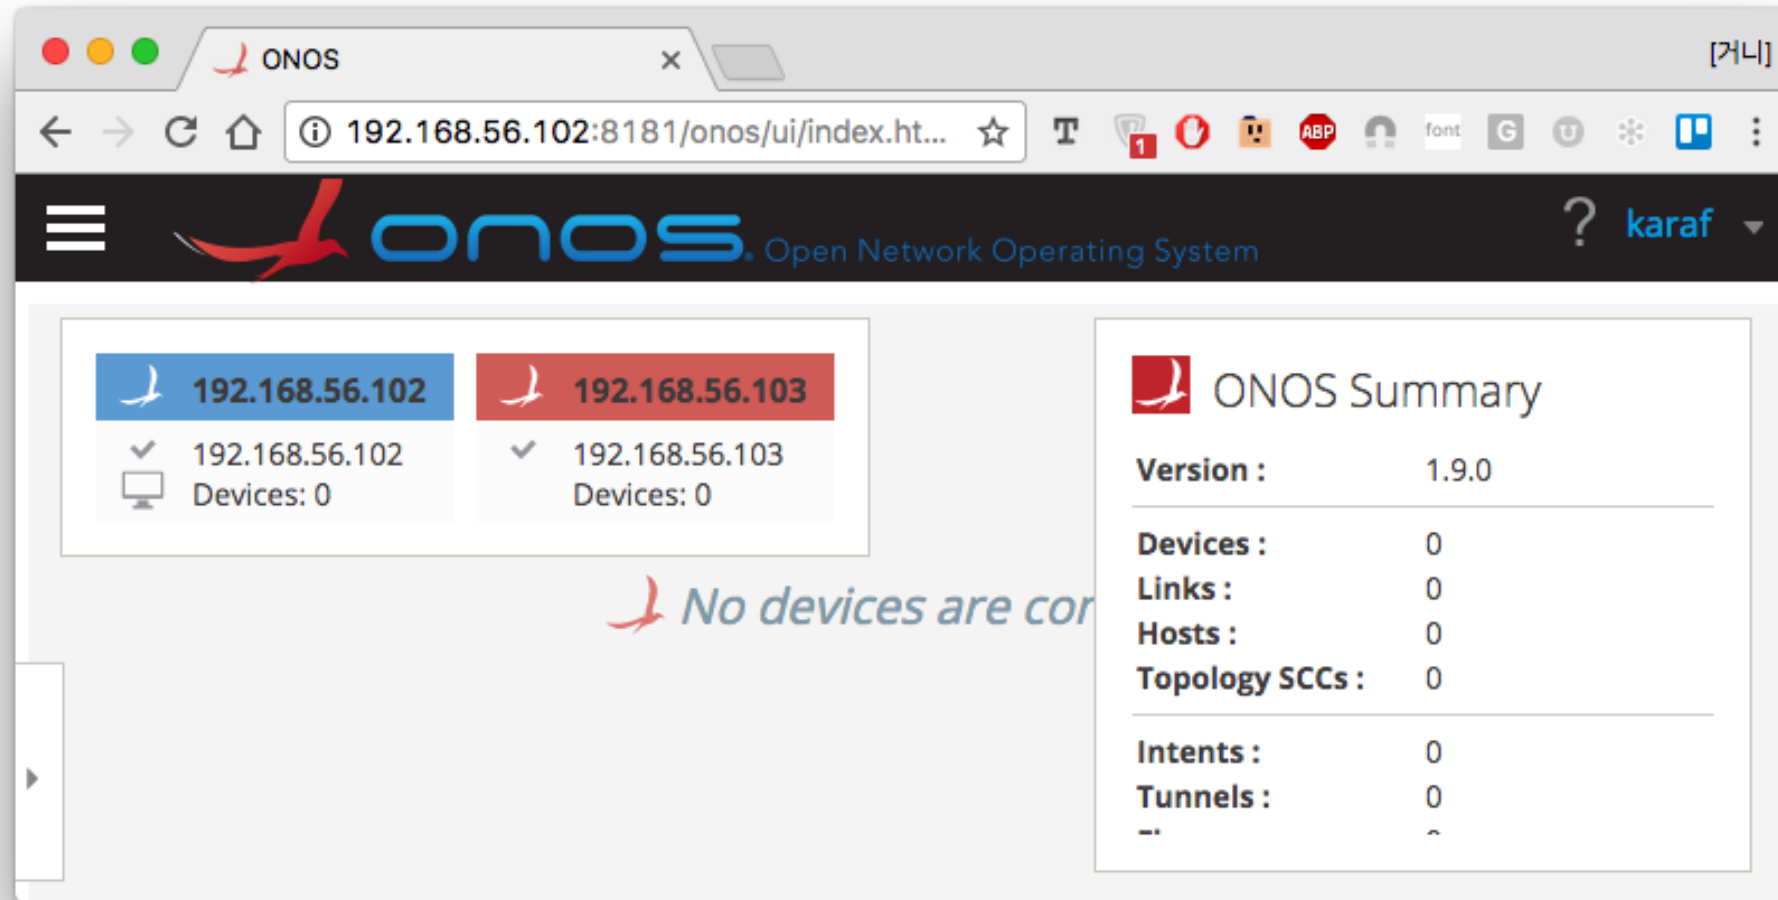 ONOS
[거니]
192.168.56.102:8181/onos/ui/index.ht...
T
1
ABP
font
G
onos. Open Network Operating System
? karaf
192.168.56.102
192.168.56.102
Devices: 0
192.168.56.103
192.168.56.103
Devices: 0
No devices are cor
ONOS Summary
Version : 1.9.0
Devices : 0
Links : 0
Hosts : 0
Topology SCCs : 0
Intents : 0
Tunnels : 0